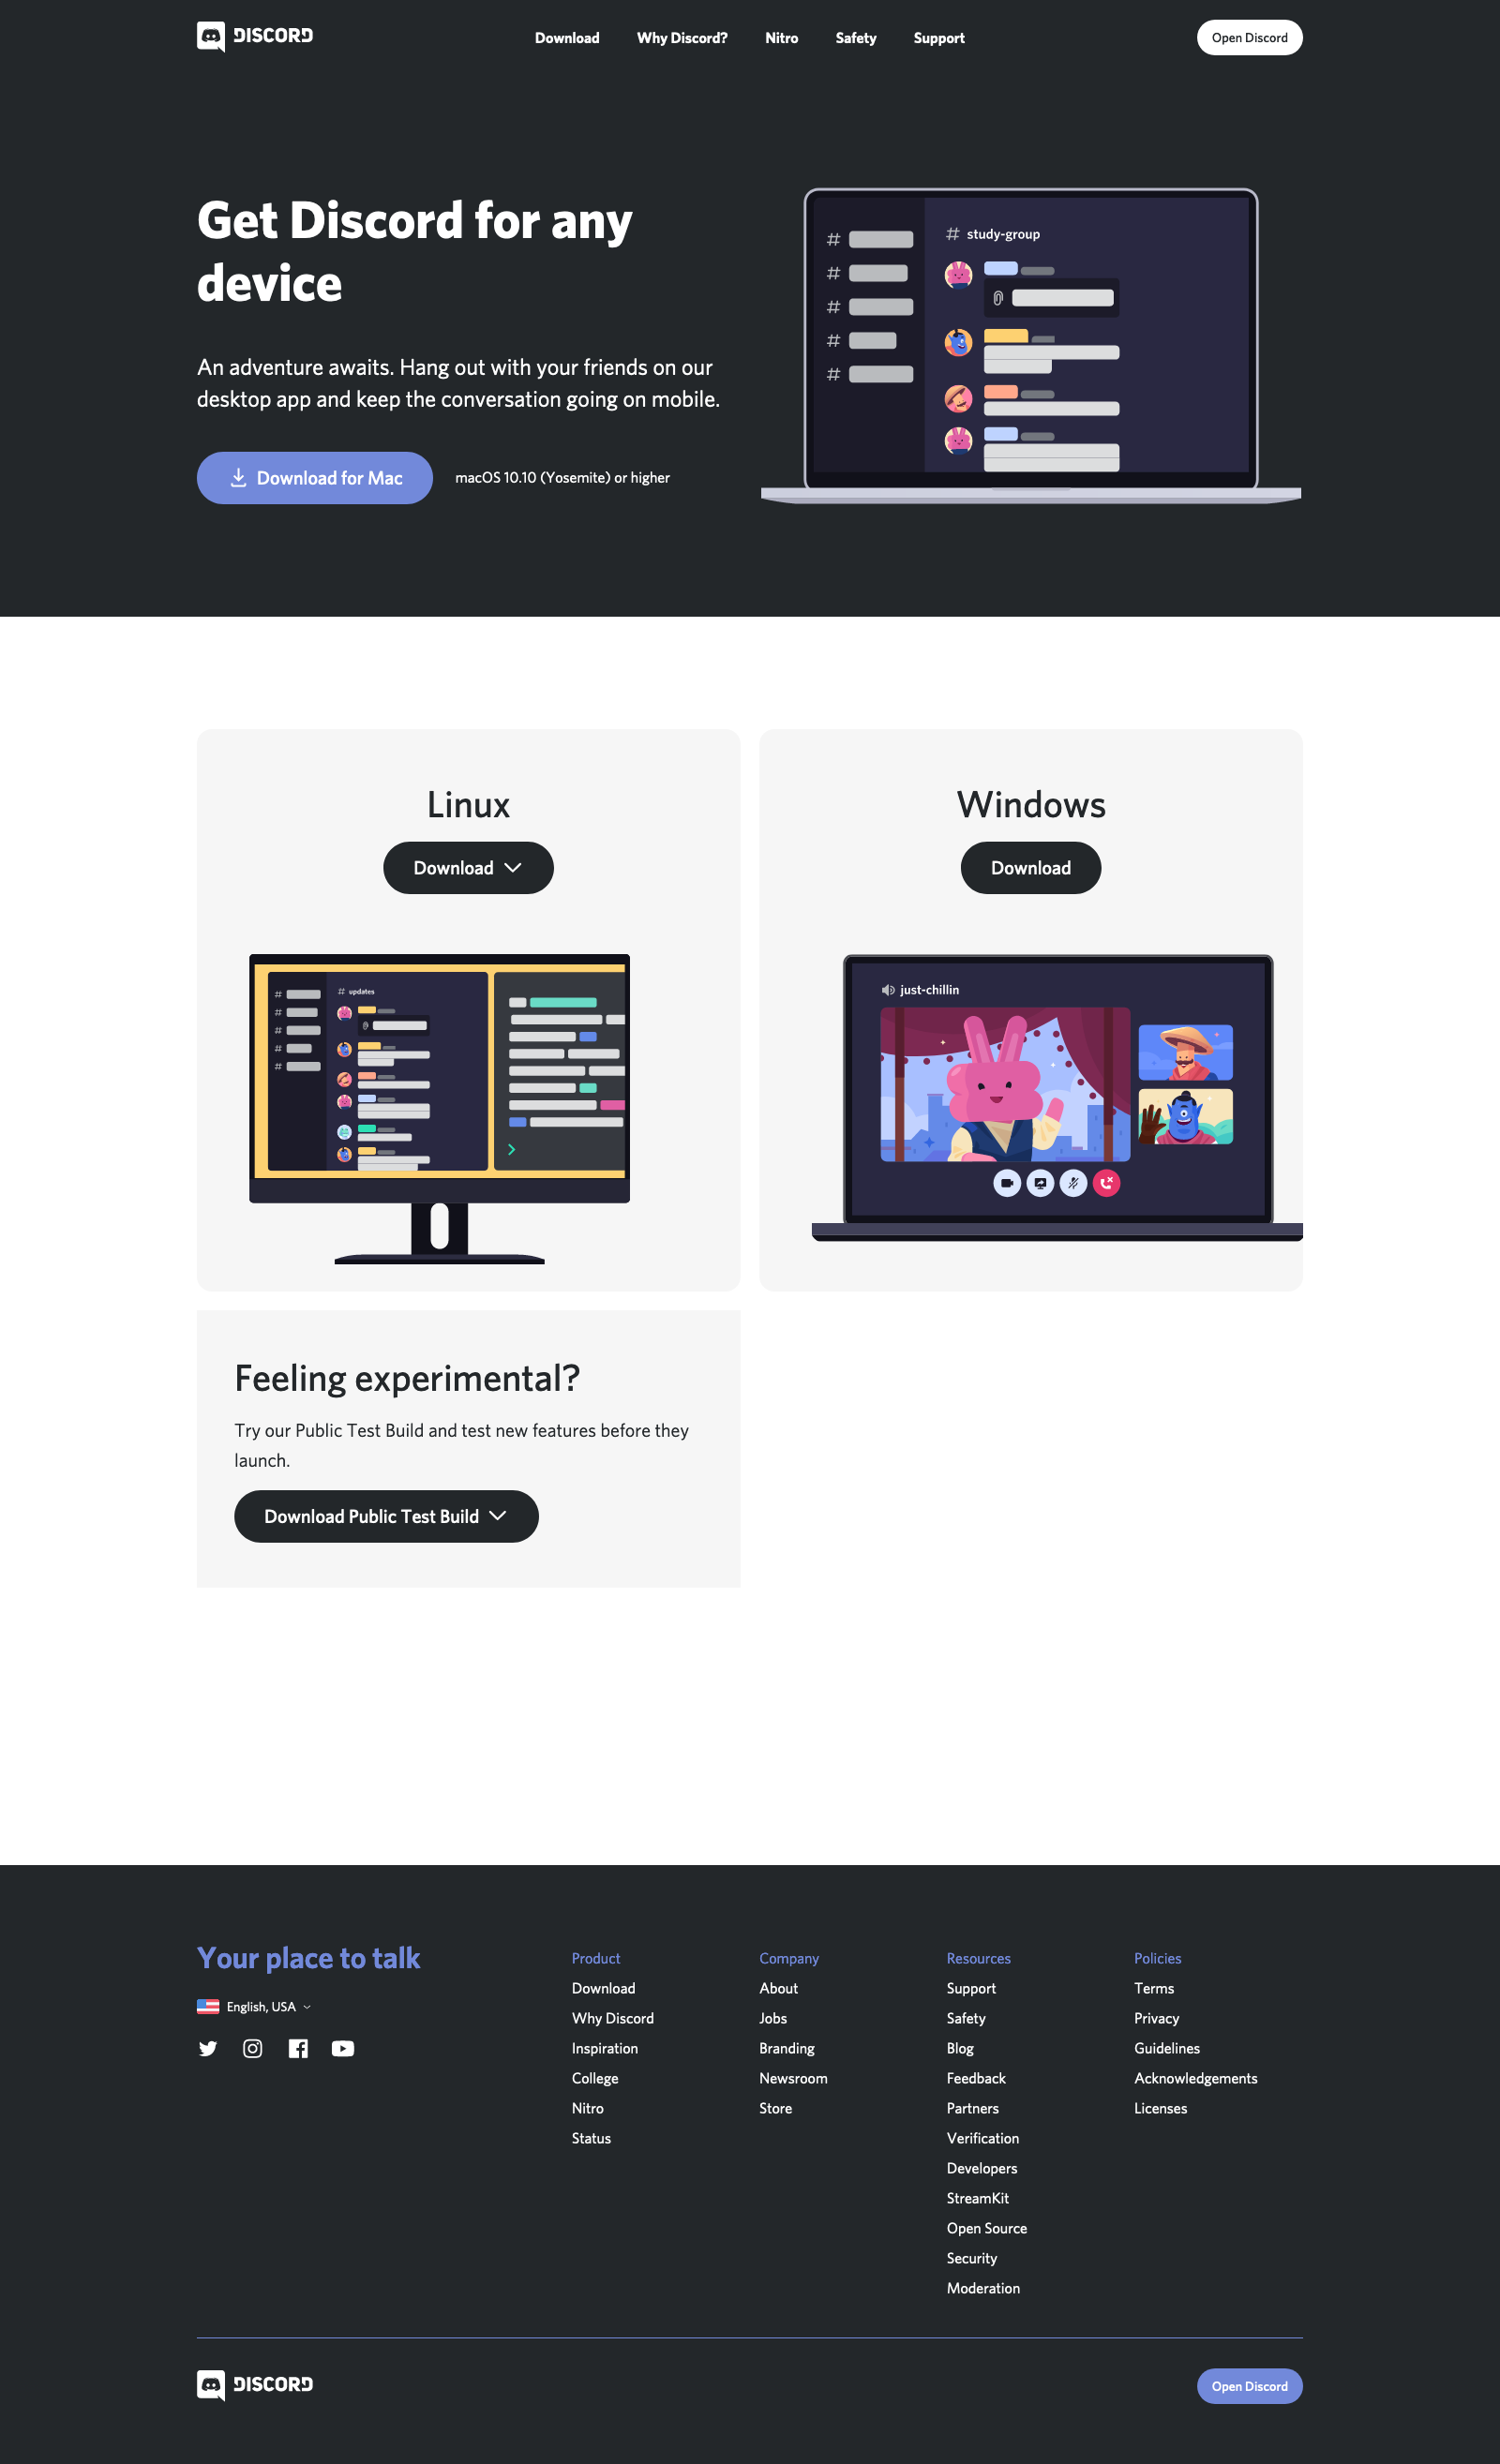 DISCORD
Download Why Discord? Nitro Safety Support
Open Discord
Get Discord for any
device
An adventure awaits. Hang out with your friends on our
desktop app and keep the conversation going on mobile.
Download for Mac
macOS 10.10 (Yosemite) or higher
# study-group
#
#
#
#
#
Linux
Download
# updates
#
#
#
#
#
Windows
Download
just-chillin
Feeling experimental?
Try our Public Test Build and test new features before they
launch.
Download Public Test Build
Your place to talk
English, USA
Product
Download
Why Discord
Inspiration
College
Nitro
Status
Company
About
Jobs
Branding
Newsroom
Store
Resources
Support
Safety
Blog
Feedback
Partners
Verification
Developers
StreamKit
Open Source
Security
Moderation
Policies
Terms
Privacy
Guidelines
Acknowledgements
Licenses
DISCORD
Open Discord